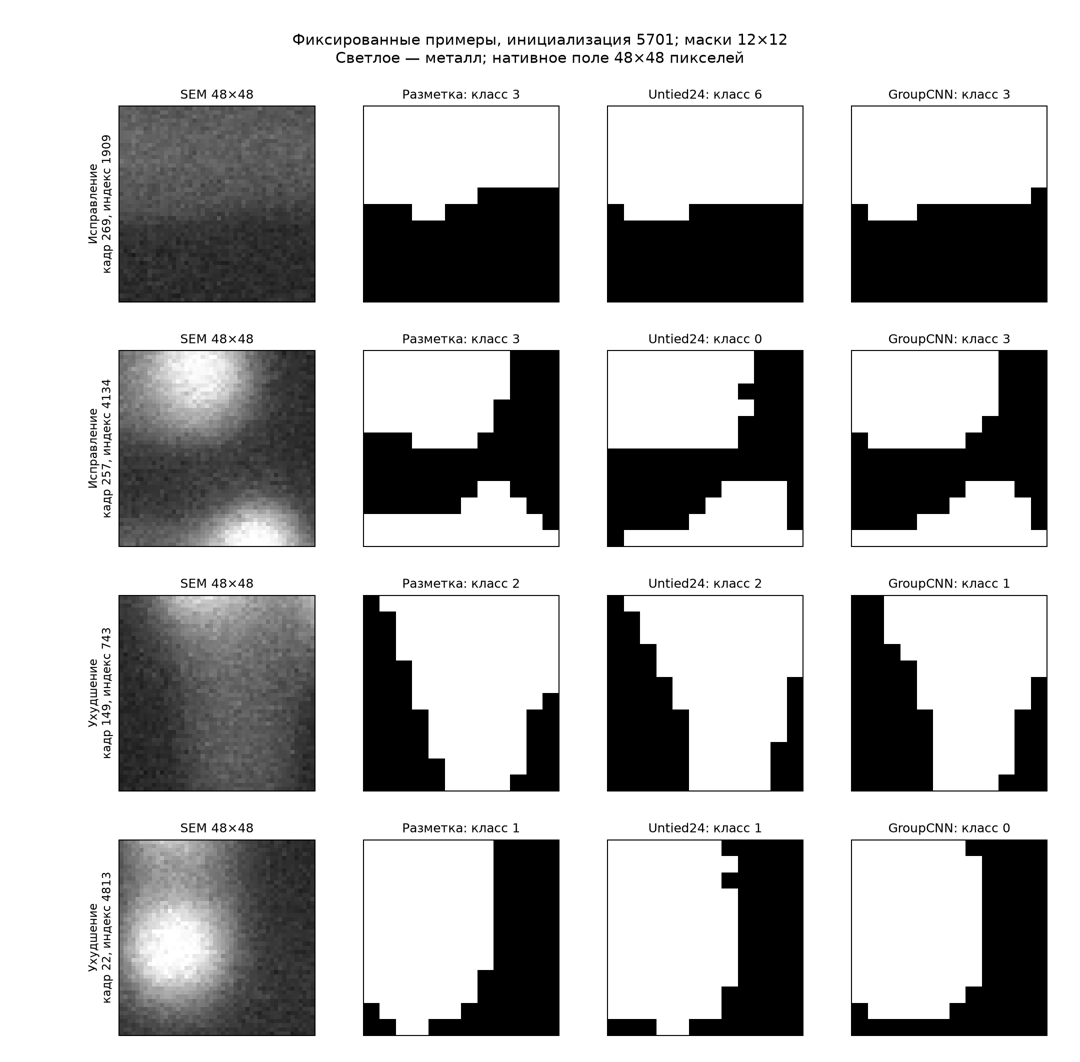 Фиксированные примеры, инициализация 5701; маски 12×12
Светлое — металл; нативное поле 48×48 пикселей
SEM 48×48
Разметка: класс 3
Untied24: класс 6
GroupCNN: класс 3
Исправление
кадр 269, индекс 1909
SEM 48×48
Разметка: класс 3
Untied24: класс 0
GroupCNN: класс 3
Исправление
кадр 257, индекс 4134
SEM 48×48
Разметка: класс 2
Untied24: класс 2
GroupCNN: класс 1
Ухудшение
кадр 149, индекс 743
SEM 48×48
Разметка: класс 1
Untied24: класс 1
GroupCNN: класс 0
Ухудшение
кадр 22, индекс 4813